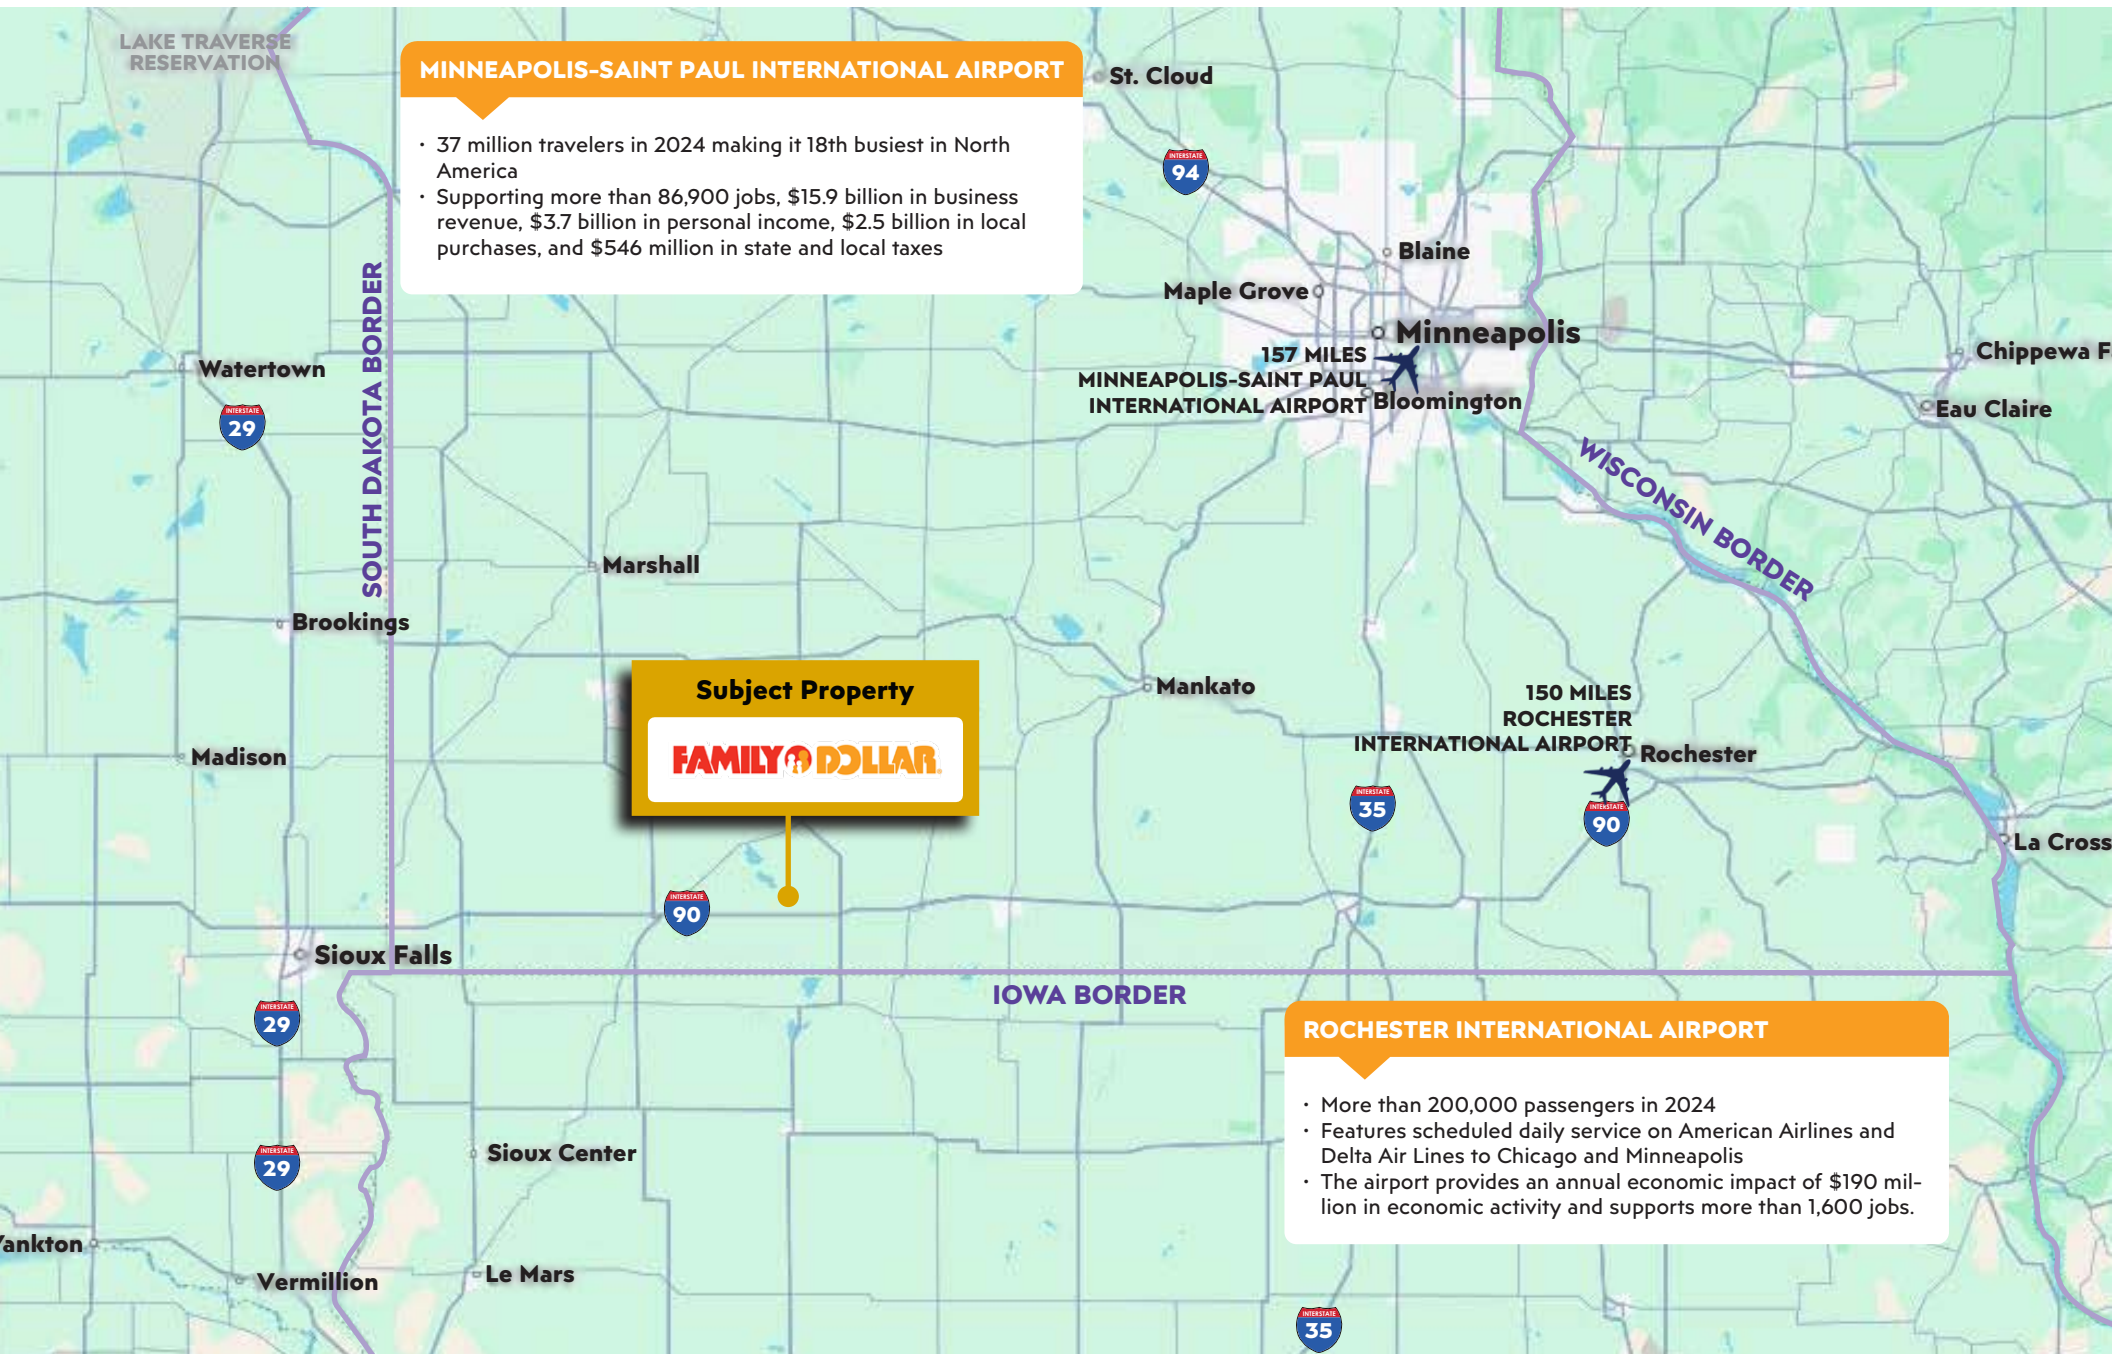 LAKE TRAVERSE
RESERVATION
MINNEAPOLIS-SAINT PAUL INTERNATIONAL AIRPORT
• 37 million travelers in 2024 making it 18th busiest in North
America
• Supporting more than 86,900 jobs, $15.9 billion in business
revenue, $3.7 billion in personal income, $2.5 billion in local
purchases, and $546 million in state and local taxes
St. Cloud
INTERSTATE
94
Blaine
Maple Grove
Minneapolis
157 MILES
MINNEAPOLIS-SAINT PAUL
INTERNATIONAL AIRPORT
Bloomington
Chippewa F
Eau Claire
Watertown
INTERSTATE
29
SOUTH DAKOTA BORDER
WISCONSIN BORDER
Marshall
Brookings
Subject Property
FAMILY DOLLAR
Mankato
150 MILES
ROCHESTER
INTERNATIONAL AIRPORT
Rochester
Madison
INTERSTATE
35
INTERSTATE
90
La Cross
INTERSTATE
90
Sioux Falls
IOWA BORDER
INTERSTATE
29
ROCHESTER INTERNATIONAL AIRPORT
• More than 200,000 passengers in 2024
• Features scheduled daily service on American Airlines and
Delta Air Lines to Chicago and Minneapolis
• The airport provides an annual economic impact of $190 mil-
lion in economic activity and supports more than 1,600 jobs.
INTERSTATE
29
Sioux Center
ankton
Vermillion
Le Mars
INTERSTATE
35